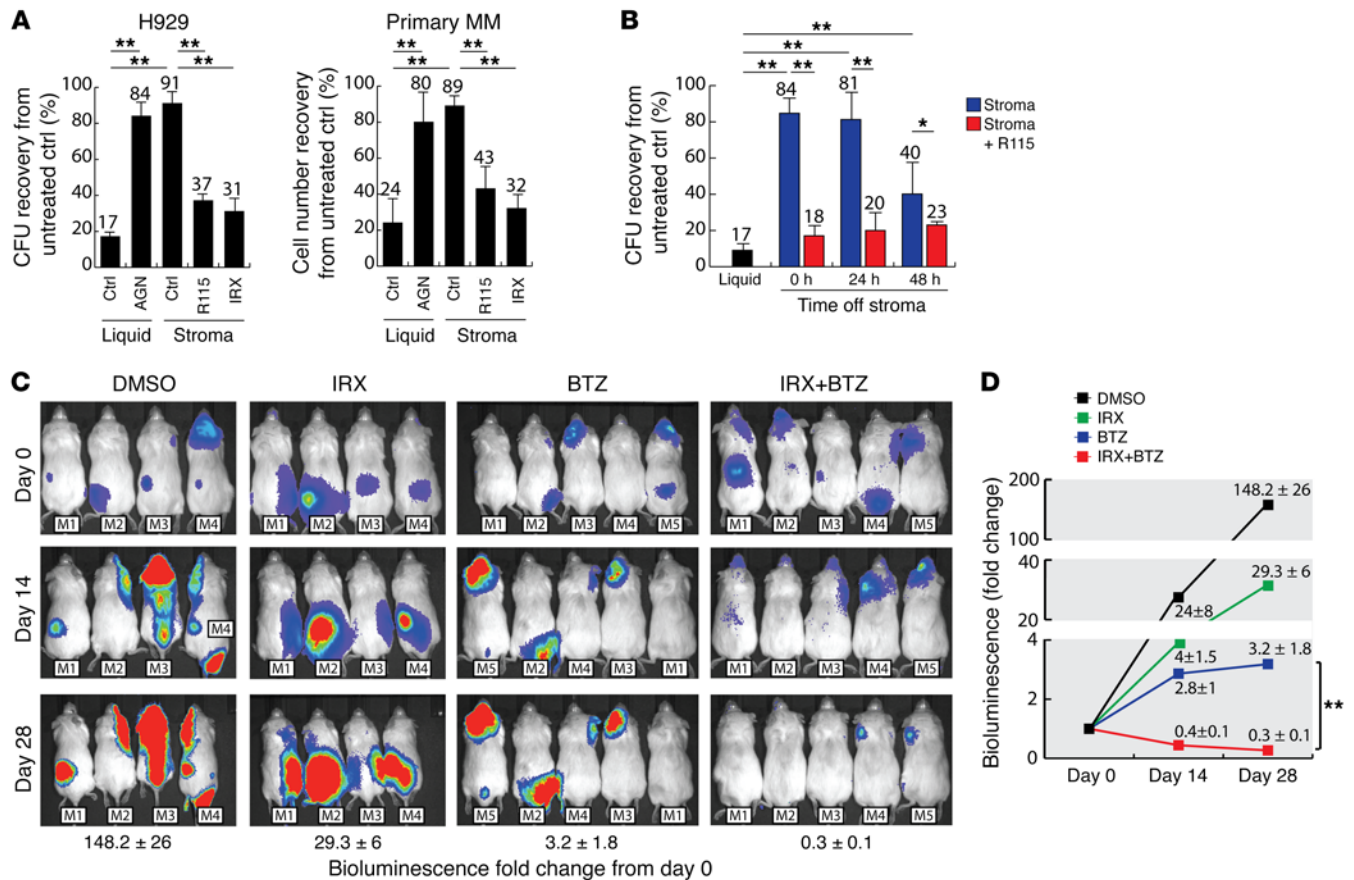 A
H929
** **
** **
CFU recovery from
untreated ctrl (%)
100
80
60
40
20
0
17
84
91
37
31
Ctrl
AGN
Ctrl
R115
IRX
Liquid
Stroma
Primary MM
** **
** **
Cell number recovery
from untreated ctrl (%)
100
80
60
40
20
0
24
80
89
43
32
Ctrl
AGN
Ctrl
R115
IRX
Liquid
Stroma
B
**
**
** ** **
*
CFU recovery from
untreated ctrl (%)
100
80
60
40
20
0
17
84
18
81
20
40
23
Liquid
0 h
24 h
48 h
Time off stroma
Stroma
Stroma
+ R115
C
DMSO
IRX
BTZ
IRX+BTZ
Day 0
M1 M2 M3 M4
M1 M2 M3 M4
M1 M2 M3 M4 M5
M1 M2 M3 M4 M5
Day 14
M1 M2 M3 M4
M1 M2 M3 M4
M5 M2 M4 M3 M1
M1 M2 M3 M4 M5
Day 28
M1 M2 M3 M4
M1 M2 M3 M4
M5 M2 M4 M3 M1
M1 M2 M3 M4 M5
148.2 ± 26
29.3 ± 6
3.2 ± 1.8
0.3 ± 0.1
Bioluminescence fold change from day 0
D
DMSO
IRX
BTZ
IRX+BTZ
Bioluminescence (fold change)
200
100
40
20
4
2
0
148.2 ± 26
29.3 ± 6
24±8
4±1.5
2.8±1
3.2 ± 1.8
0.4±0.1
0.3 ± 0.1
**
Day 0
Day 14
Day 28